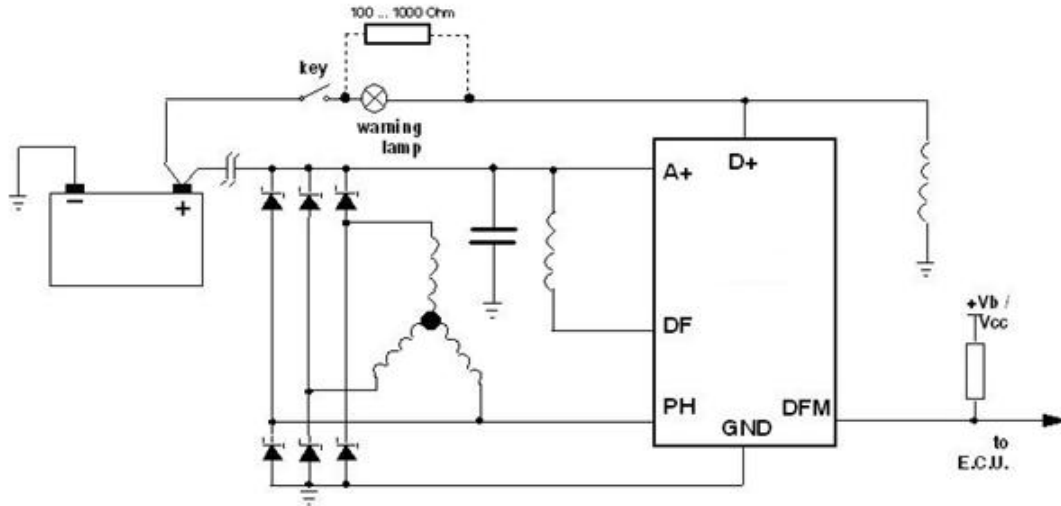 100 ... 1000 Ohm
key
warning
lamp
D+
A+
−
+
+Vb /
Vcc
DF
PH
DFM
GND
to
E.C.U.